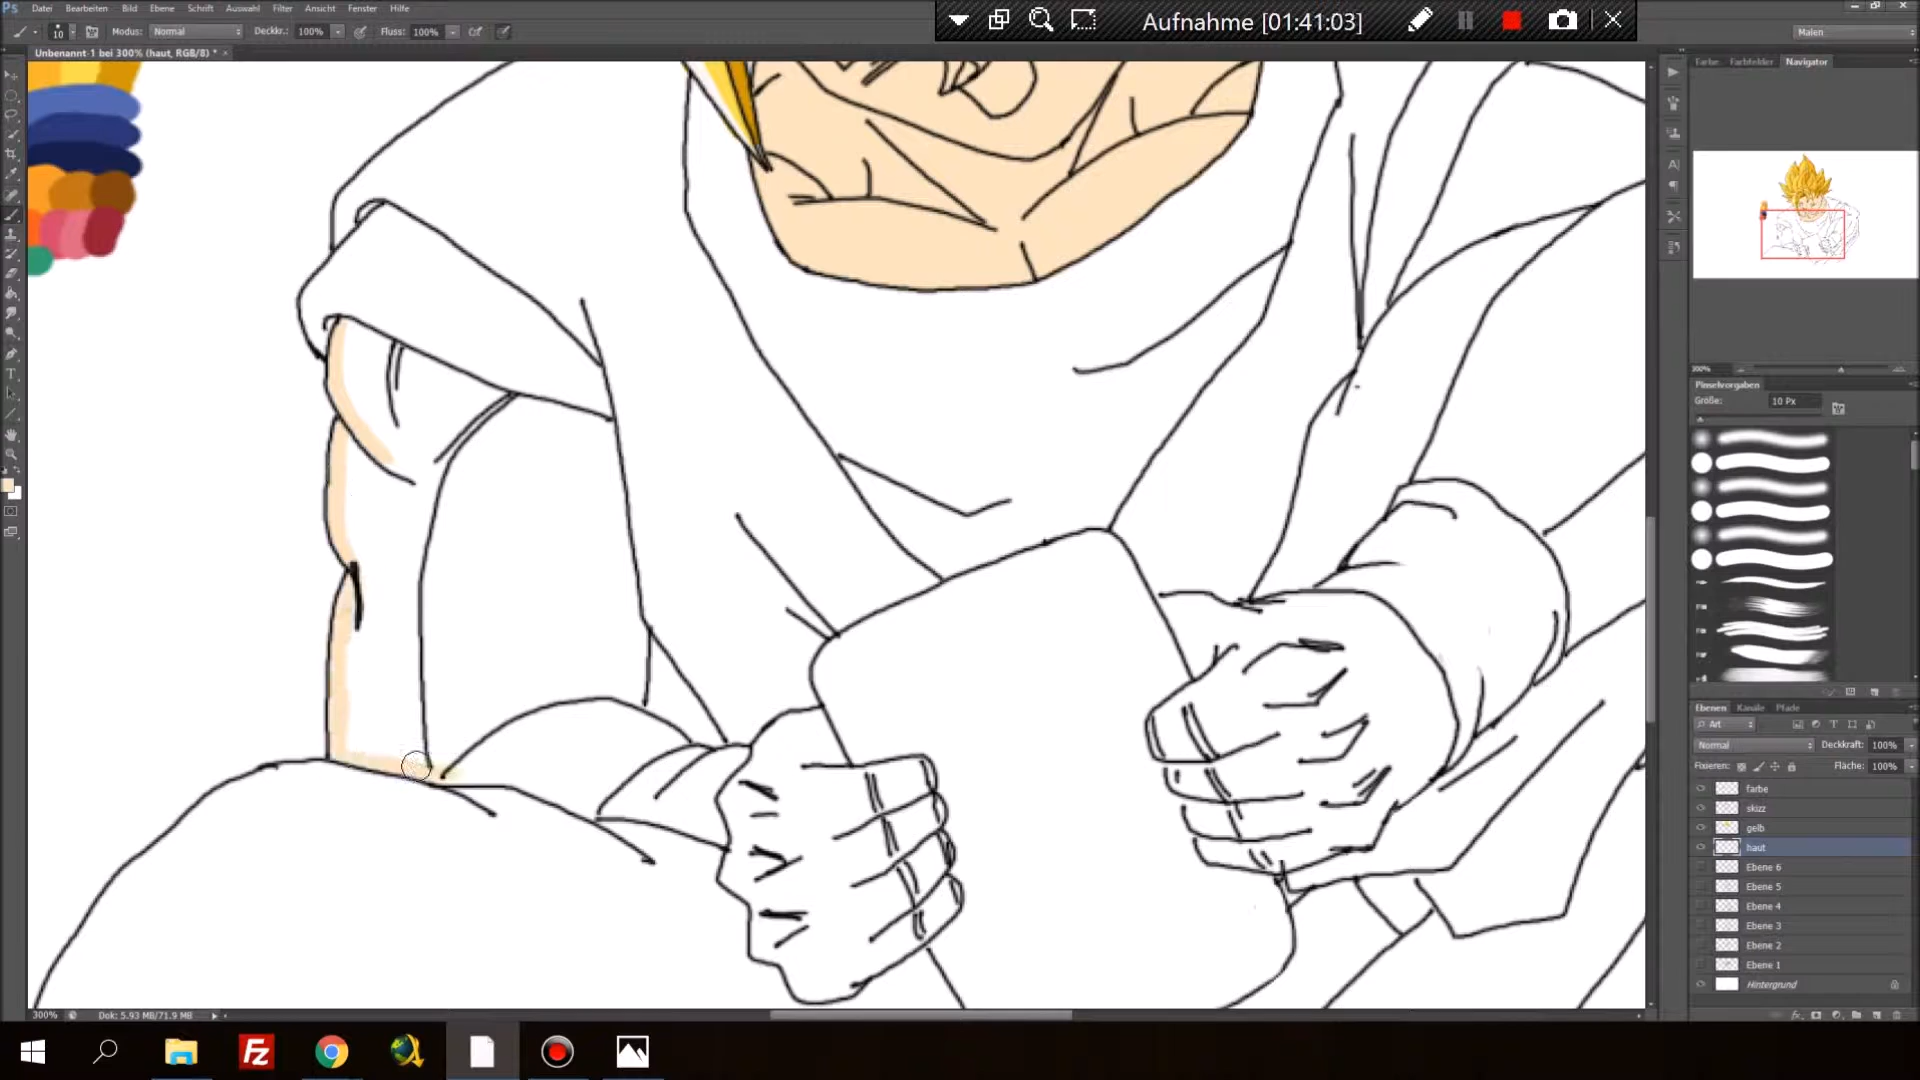 Ps Datei Bearbeiten Bild Ebene Schrift Auswahl Filter Ansicht Fenster Hilfe
Aufnahme [01:41:03]
10 Modus: Normal Deckkr.: 100% Fluss: 100%
Malen
Unbenannt-1 bei 300% (haut, RGB/8) *
Farbe Farbfelder Navigator
300%
Pinselvorgaben
Größe: 10 Px
Ebenen Kanäle Pfade
Art
Normal Deckkraft: 100%
Fixieren: Fläche: 100%
farbe
skizz
gelb
haut
Ebene 6
Ebene 5
Ebene 4
Ebene 3
Ebene 2
Ebene 1
Hintergrund
300% Dok: 5.93 MB/71.9 MB